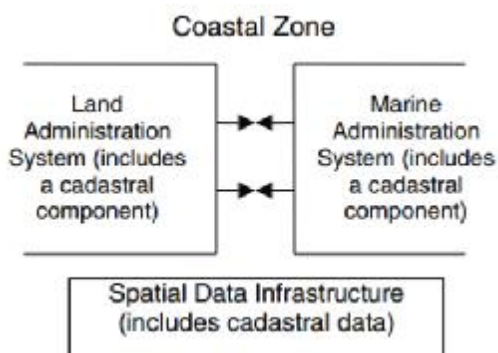 Coastal Zone
Land
Administration
System (includes
a cadastral
component)
Marine
Administration
System (includes
a cadastral
component)
Spatial Data Infrastructure
(includes cadastral data)